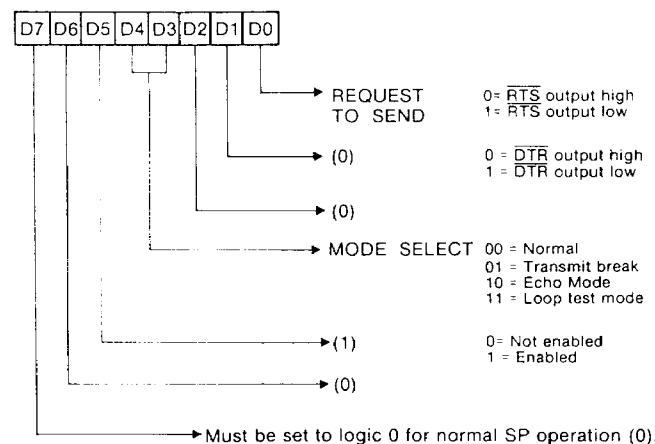 D7 D6 D5 D4 D3 D2 D1 D0
REQUEST TO SEND
0= RTS output high
1= RTS output low
(0)
0 = DTR output high
1 = DTR output low
(0)
MODE SELECT
00 = Normal
01 = Transmit break
10 = Echo Mode
11 = Loop test mode
(1)
0= Not enabled
1 = Enabled
(0)
Must be set to logic 0 for normal SP operation (0)